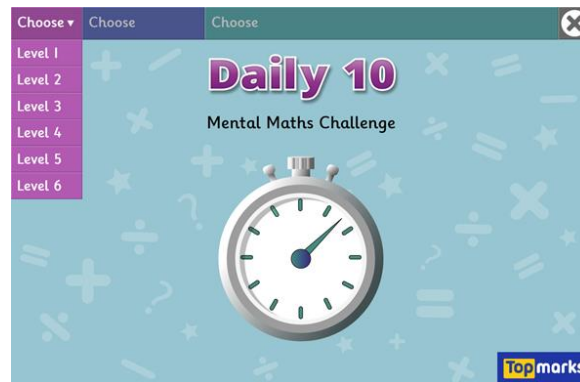 Choose ▾ Choose Choose
Level 1
Level 2
Level 3
Level 4
Level 5
Level 6
Daily 10
Mental Maths Challenge
Topmarks